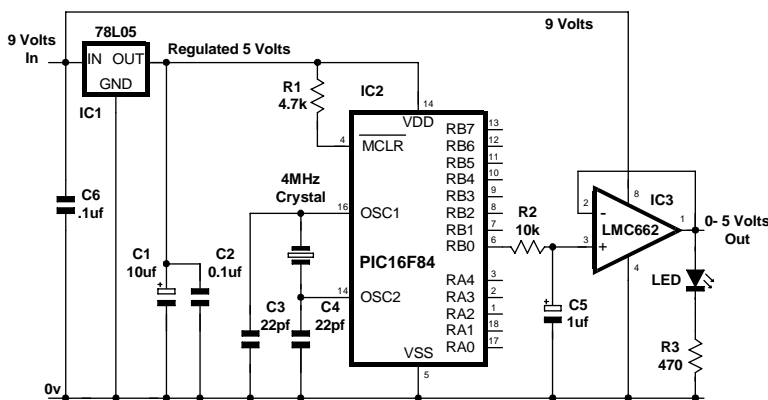 9 Volts
In
78L05
IN OUT
GND
IC1
Regulated 5 Volts
9 Volts
R1
4.7k
IC2
14
VDD
4
MCLR
4MHz
Crystal
16
OSC1
14
OSC2
PIC16F84
VSS
5
RB7
13
RB6
12
RB5
11
RB4
10
RB3
9
RB2
8
RB1
7
RB0
6
RA4
3
RA3
2
RA2
1
RA1
18
RA0
17
C6
.1uf
C1
10uf
+
C2
0.1uf
C3
22pf
C4
22pf
R2
10k
+
C5
1uf
2
-
3
+
8
IC3
LMC662
1
4
0- 5 Volts
Out
LED
R3
470
0v